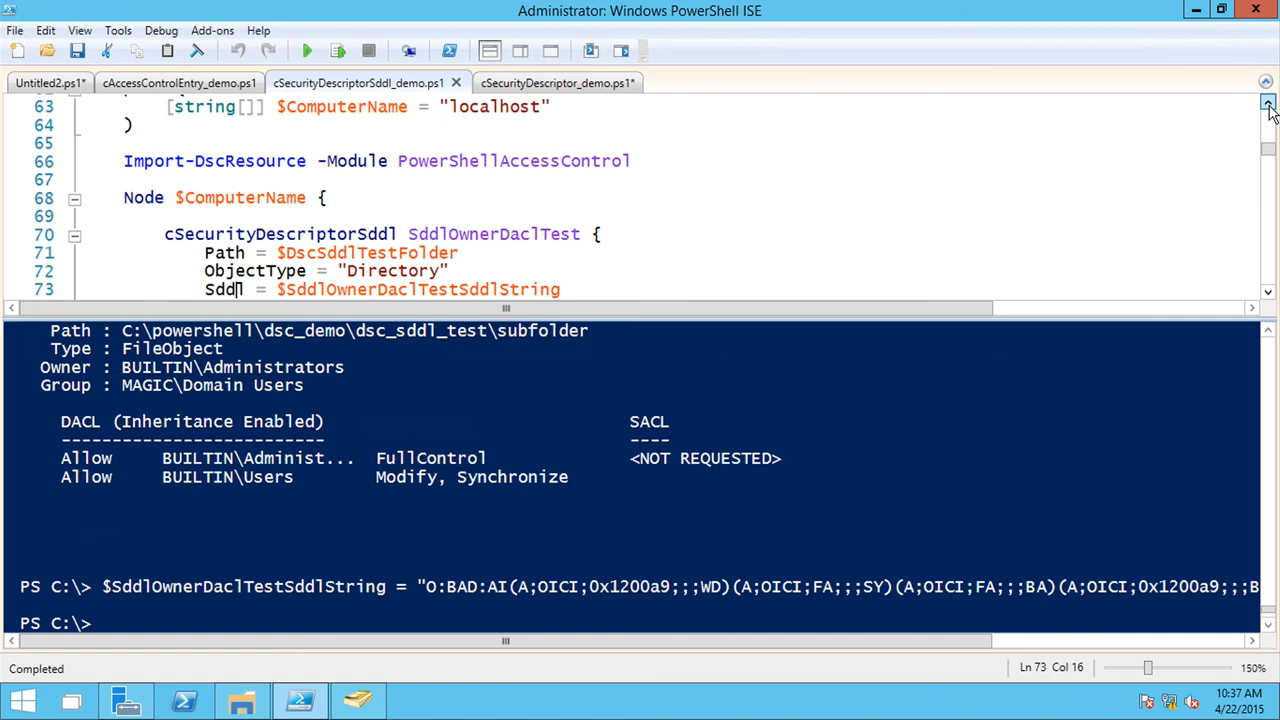 Administrator: Windows PowerShell ISE
File Edit View Tools Debug Add-ons Help
Untitled2.ps1* cAccessControlEntry_demo.ps1 cSecurityDescriptorSddl_demo.ps1 cSecurityDescriptor_demo.ps1*
63 [string[]] $ComputerName = "localhost"
64 )
65
66 Import-DscResource -Module PowerShellAccessControl
67
68 Node $ComputerName {
69
70 cSecurityDescriptorSddl SddlOwnerDaclTest {
71 Path = $DscSddlTestFolder
72 ObjectType = "Directory"
73 Sddl = $SddlOwnerDaclTestSddlString
Path : C:\powershell\dsc_demo\dsc_sddl_test\subfolder
Type : FileObject
Owner : BUILTIN\Administrators
Group : MAGIC\Domain Users
DACL (Inheritance Enabled) SACL
-------------------------- ----
Allow BUILTIN\Administ... FullControl <NOT REQUESTED>
Allow BUILTIN\Users Modify, Synchronize
PS C:\> $SddlOwnerDaclTestSddlString = "O:BAD:AI(A;OICI;0x1200a9;;;WD)(A;OICI;FA;;;SY)(A;OICI;FA;;;BA)(A;OICI;0x1200a9;;;B
PS C:\>
Completed Ln 73 Col 16 150%
10:37 AM
4/22/2015